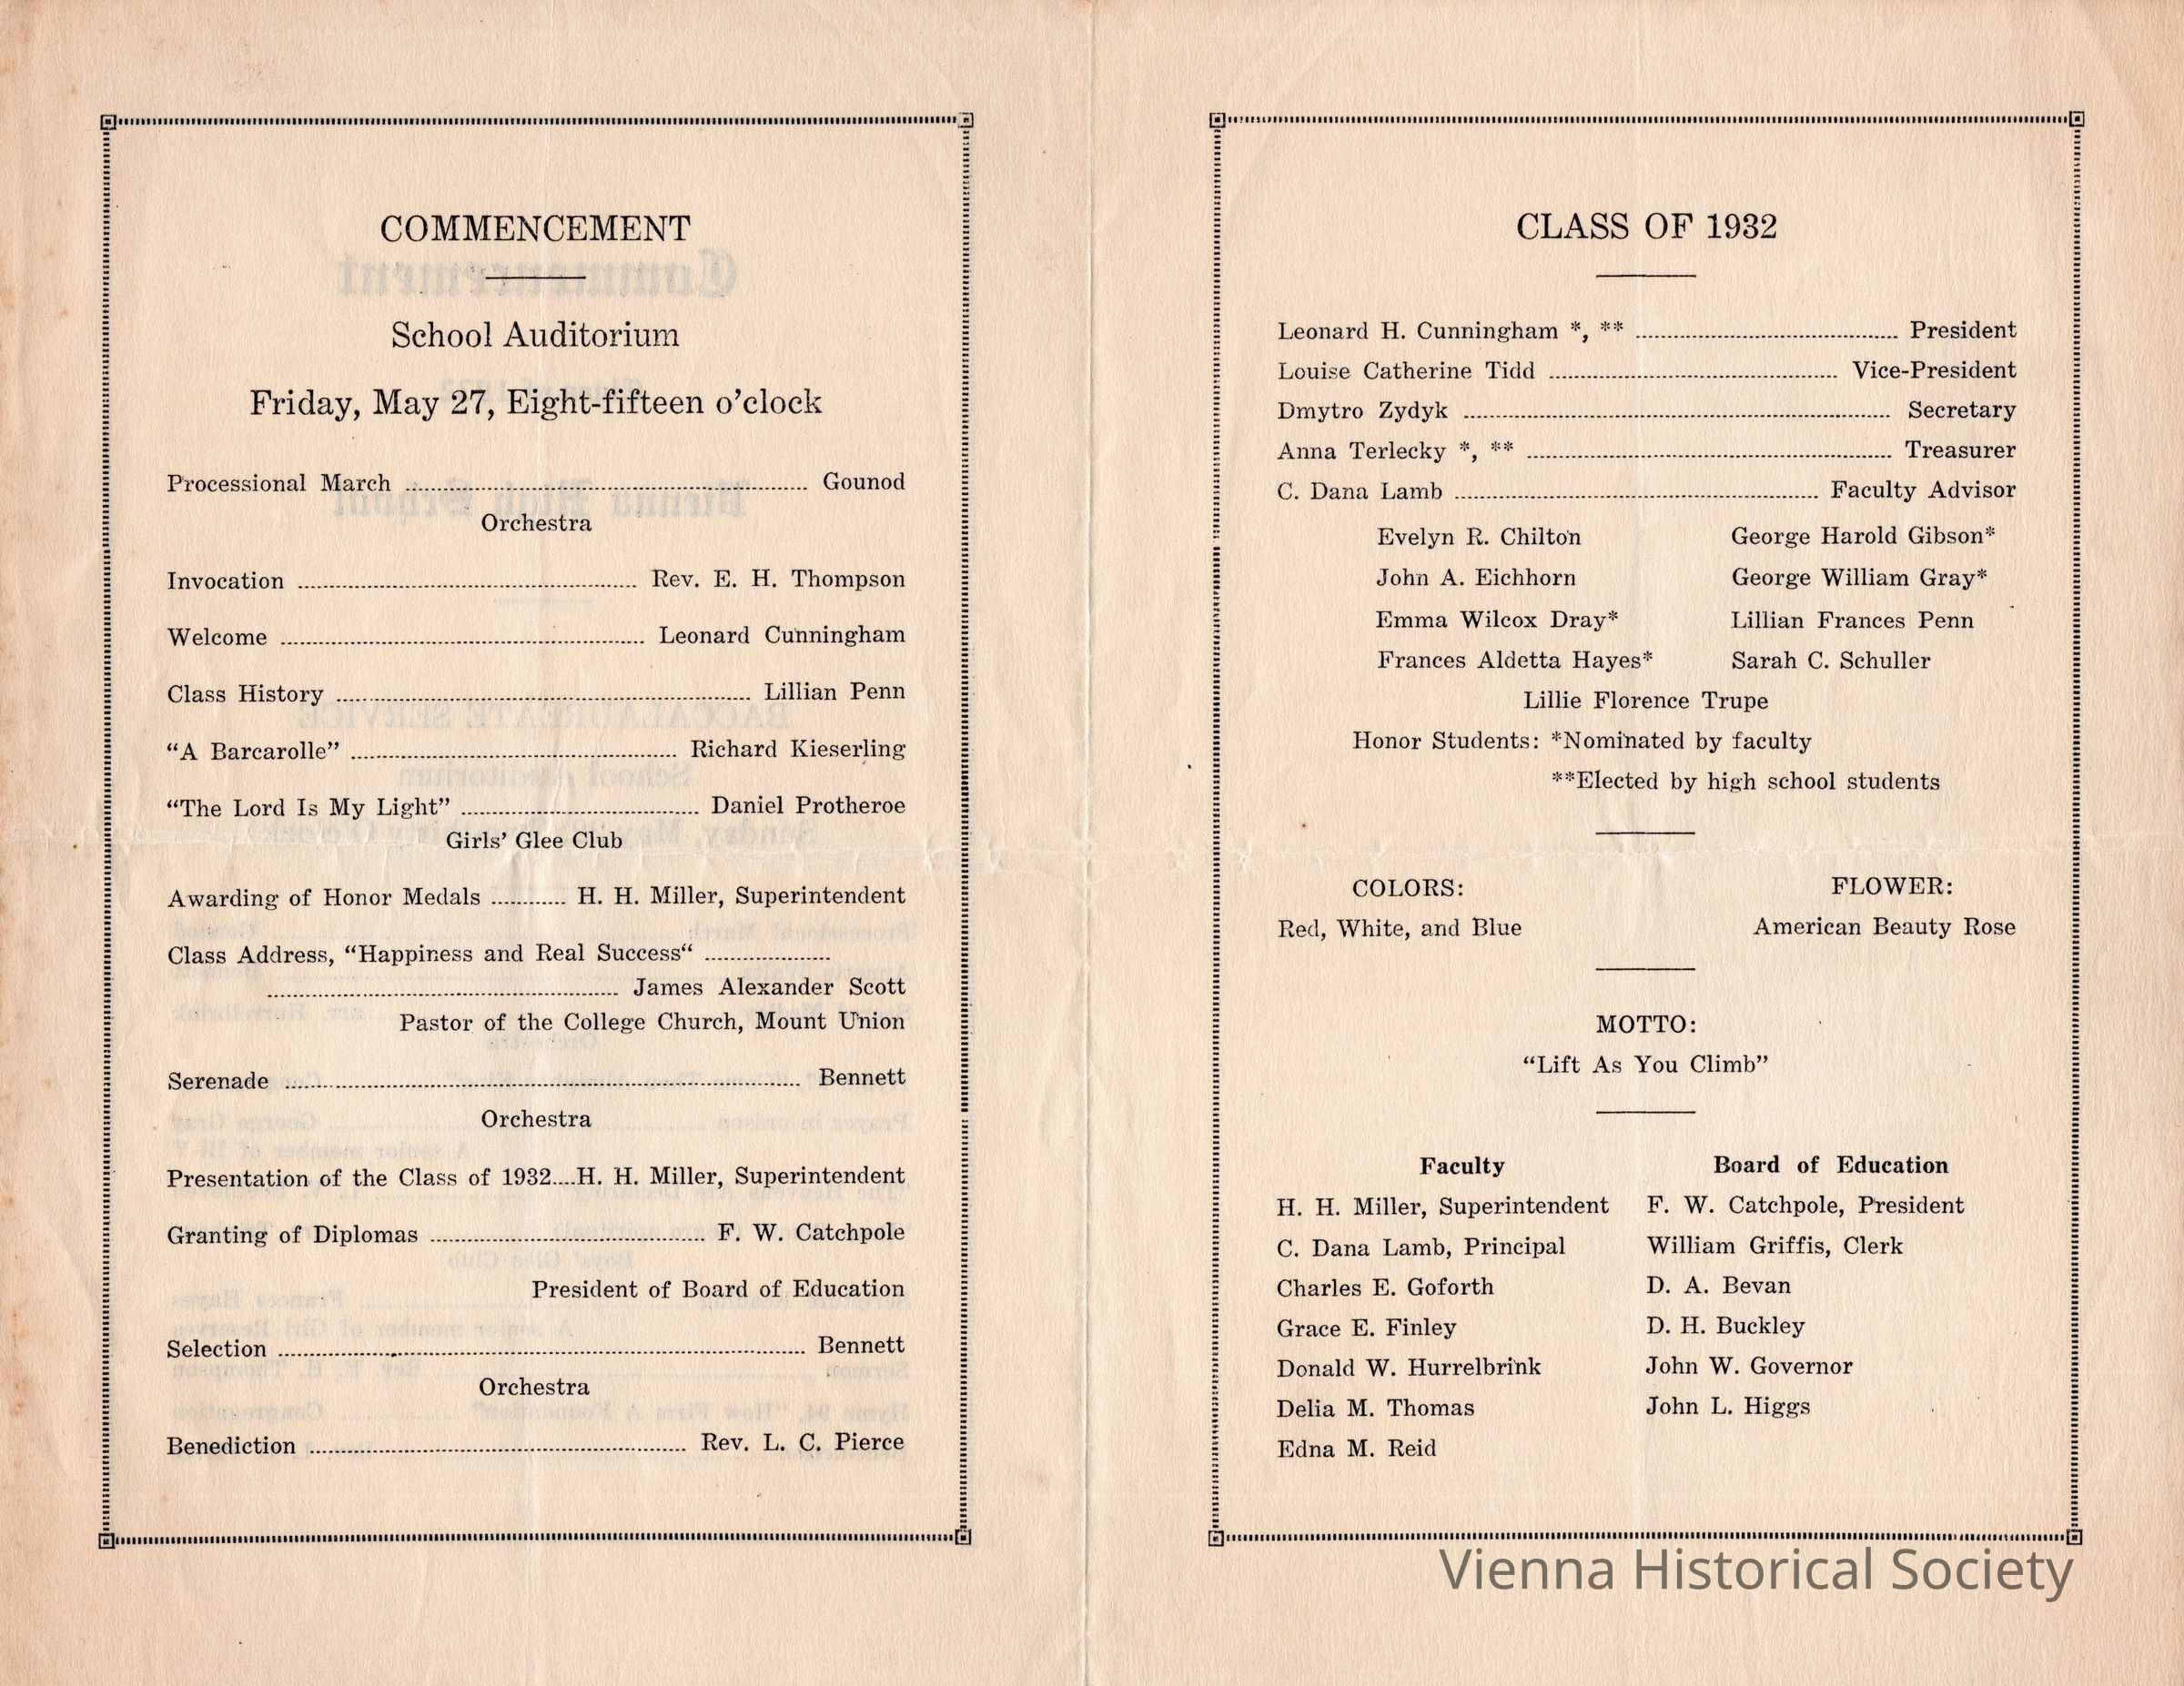 COMMENCEMENT
School Auditorium
Friday, May 27, Eight-fifteen o'clock
Processional March ........ Gounod
Orchestra
Invocation ........ Rev. E. H. Thompson
Welcome ........ Leonard Cunningham
Class History ........ Lillian Penn
“A Barcarolle” ........ Richard Kieserling
“The Lord Is My Light” ........ Daniel Protheroe
Girls' Glee Club
Awarding of Honor Medals ........ H. H. Miller, Superintendent
Class Address, “Happiness and Real Success“ ........
........ James Alexander Scott
Pastor of the College Church, Mount Union
Serenade ........ Bennett
Orchestra
Presentation of the Class of 1932....H. H. Miller, Superintendent
Granting of Diplomas ........ F. W. Catchpole
President of Board of Education
Selection ........ Bennett
Orchestra
Benediction ........ Rev. L. C. Pierce
CLASS OF 1932
Leonard H. Cunningham *, ** ........ President
Louise Catherine Tidd ........ Vice-President
Dmytro Zydyk ........ Secretary
Anna Terlecky *, ** ........ Treasurer
C. Dana Lamb ........ Faculty Advisor
Evelyn R. Chilton George Harold Gibson*
John A. Eichhorn George William Gray*
Emma Wilcox Dray* Lillian Frances Penn
Frances Aldetta Hayes* Sarah C. Schuller
Lillie Florence Trupe
Honor Students: *Nominated by faculty
**Elected by high school students
COLORS: FLOWER:
Red, White, and Blue American Beauty Rose
MOTTO:
“Lift As You Climb”
Faculty Board of Education
H. H. Miller, Superintendent F. W. Catchpole, President
C. Dana Lamb, Principal William Griffis, Clerk
Charles E. Goforth D. A. Bevan
Grace E. Finley D. H. Buckley
Donald W. Hurrelbrink John W. Governor
Delia M. Thomas John L. Higgs
Edna M. Reid
Vienna Historical Society